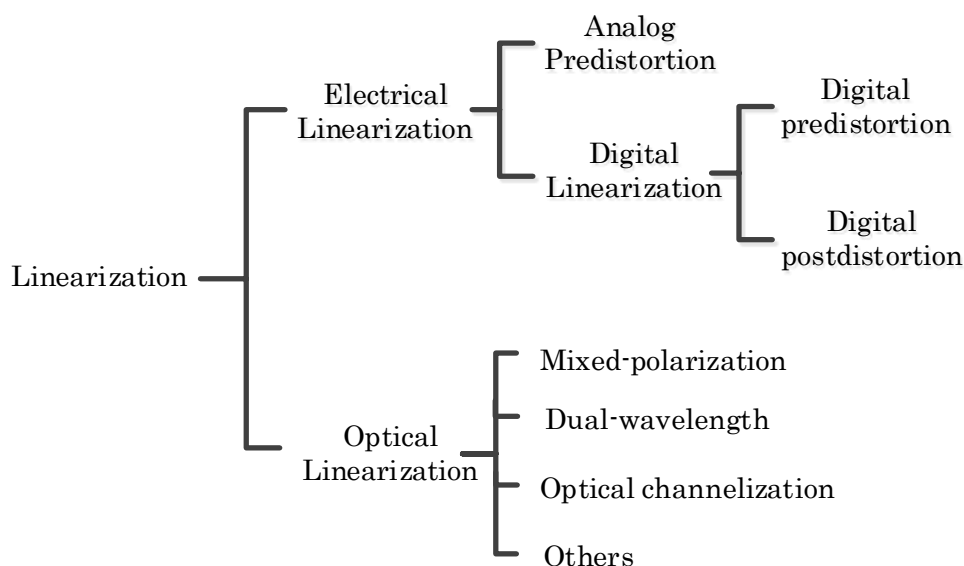 Analog
Predistortion
Electrical
Linearization
Digital
predistortion
Digital
Linearization
Digital
postdistortion
Linearization
Mixed-polarization
Dual-wavelength
Optical
Linearization
Optical channelization
Others